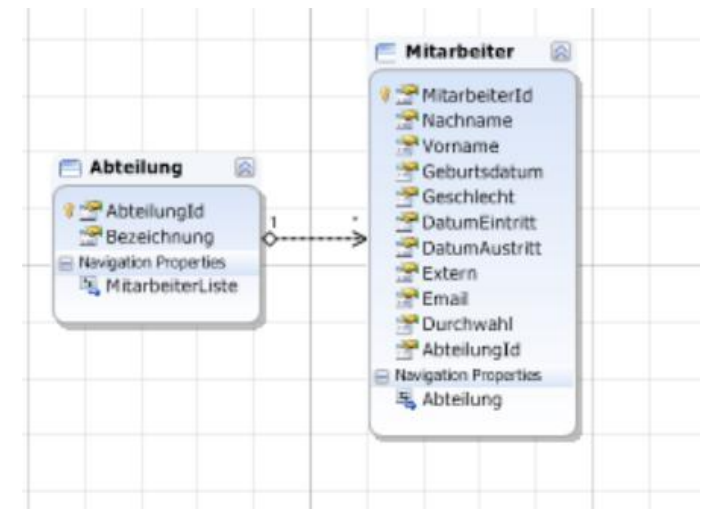 Abteilung
AbteilungId
Bezeichnung
Navigation Properties
MitarbeiterListe
1
*
Mitarbeiter
MitarbeiterId
Nachname
Vorname
Geburtsdatum
Geschlecht
DatumEintritt
DatumAustritt
Extern
Email
Durchwahl
AbteilungId
Navigation Properties
Abteilung